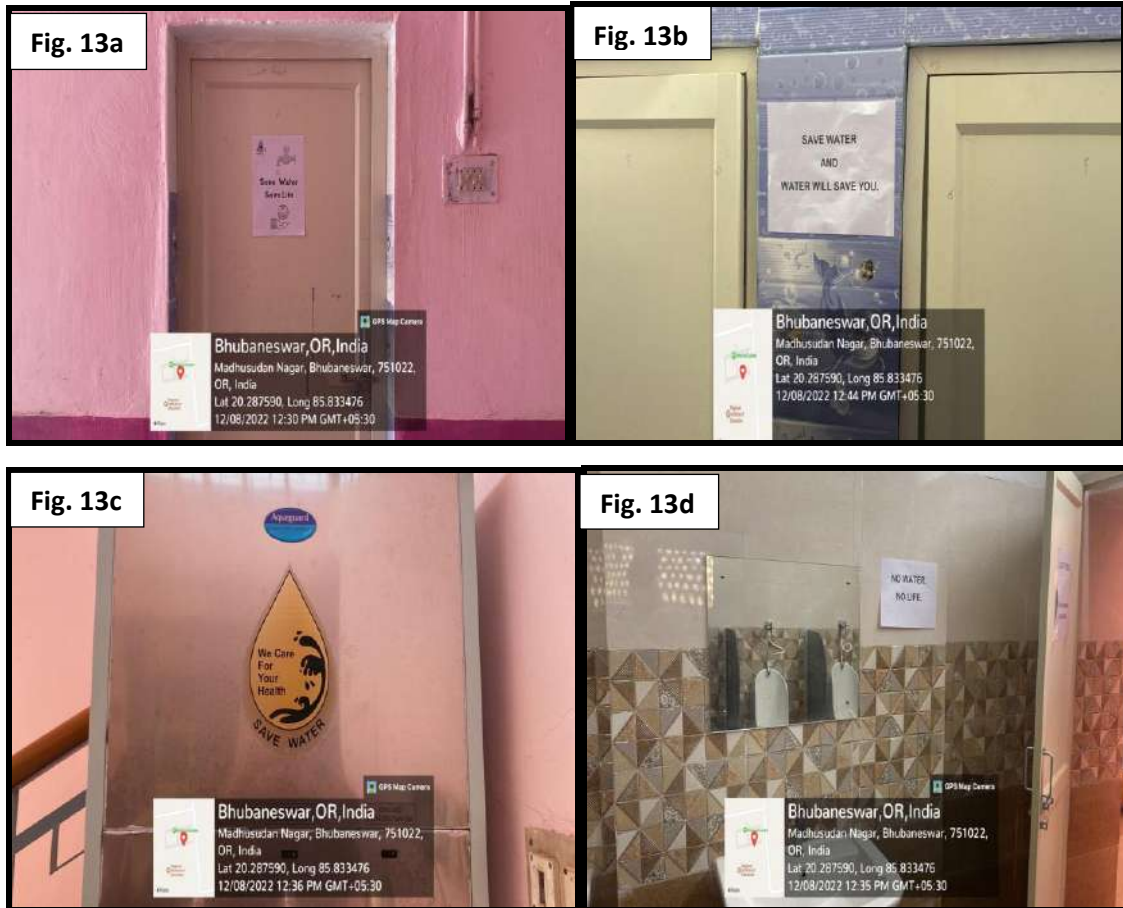 Fig. 13a
Save Water
Save Life
GPS Map Camera
Bhubaneswar,OR,India
Madhusudan Nagar, Bhubaneswar, 751022,
OR, India
Lat 20.287590, Long 85.833476
12/08/2022 12:30 PM GMT+05:30
Fig. 13b
SAVE WATER
AND
WATER WILL SAVE YOU.
Bhubaneswar,OR,India
Madhusudan Nagar, Bhubaneswar, 751022,
OR, India
Lat 20.287590, Long 85.833476
12/08/2022 12:44 PM GMT+05:30
Fig. 13c
Aquaguard
We Care
For
Your
Health
SAVE WATER
GPS Map Camera
Bhubaneswar,OR,India
Madhusudan Nagar, Bhubaneswar, 751022,
OR, India
Lat 20.287590, Long 85.833476
12/08/2022 12:36 PM GMT+05:30
Fig. 13d
NO WATER,
NO LIFE.
GPS Map Camera
Bhubaneswar,OR,India
Madhusudan Nagar, Bhubaneswar, 751022,
OR, India
Lat 20.287590, Long 85.833476
12/08/2022 12:35 PM GMT+05:30